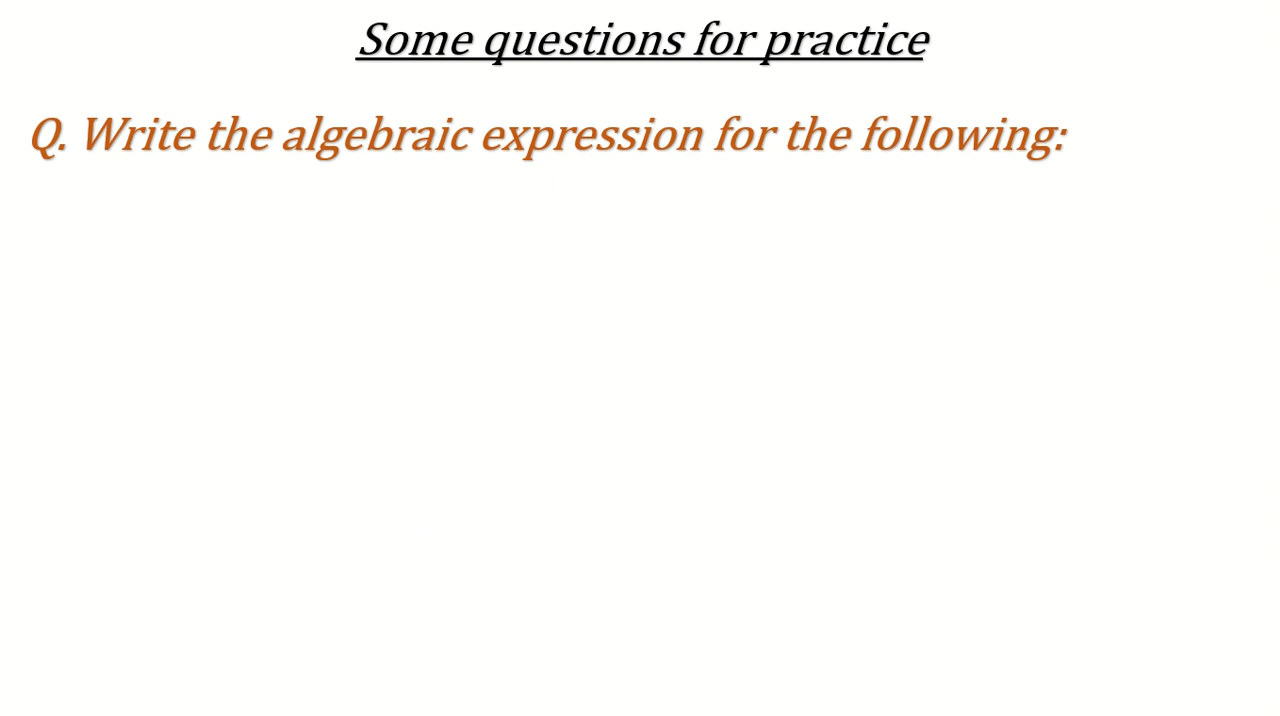 Some questions for practice
Q. Write the algebraic expression for the following: